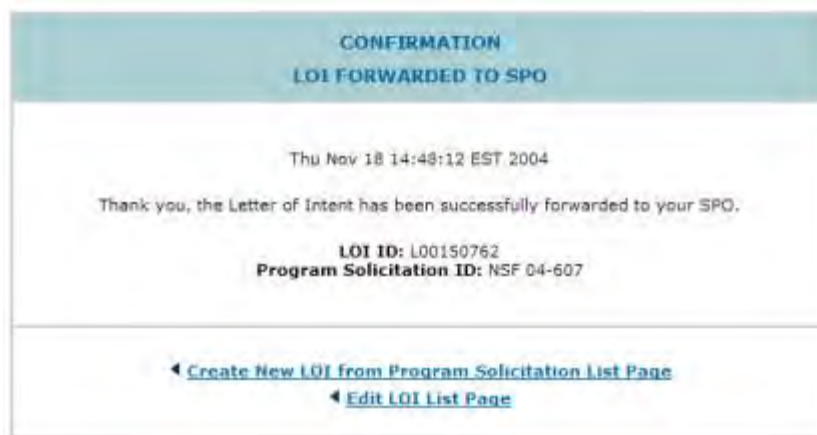 CONFIRMATION
LOI FORWARDED TO SPO
Thu Nov 18 14:48:12 EST 2004
Thank you, the Letter of Intent has been successfully forwarded to your SPO.
LOI ID: L00150762
Program Solicitation ID: NSF 04-607
Create New LOI from Program Solicitation List Page
Edit LOI List Page